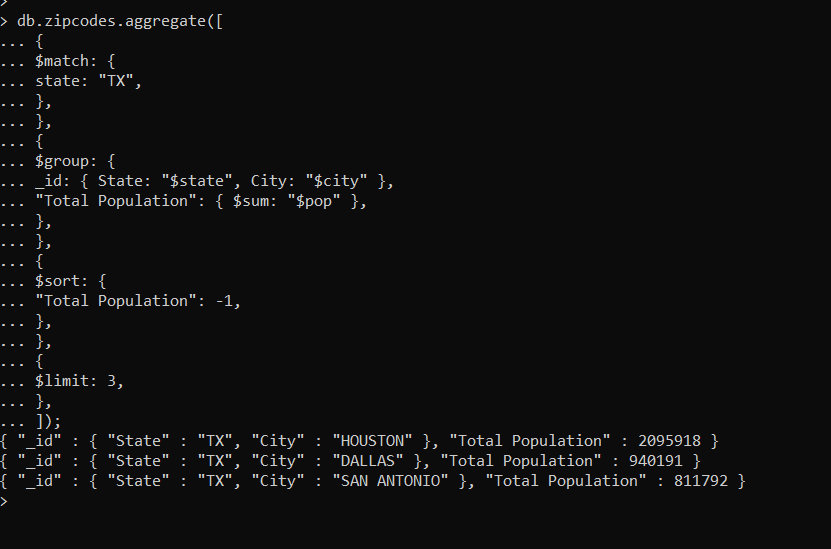 >
> db.zipcodes.aggregate([
... {
... $match: {
... state: "TX",
... },
... },
... {
... $group: {
... _id: { State: "$state", City: "$city" },
... "Total Population": { $sum: "$pop" },
... },
... },
... {
... $sort: {
... "Total Population": -1,
... },
... },
... {
... $limit: 3,
... },
... ]);
{ "_id" : { "State" : "TX", "City" : "HOUSTON" }, "Total Population" : 2095918 }
{ "_id" : { "State" : "TX", "City" : "DALLAS" }, "Total Population" : 940191 }
{ "_id" : { "State" : "TX", "City" : "SAN ANTONIO" }, "Total Population" : 811792 }
>